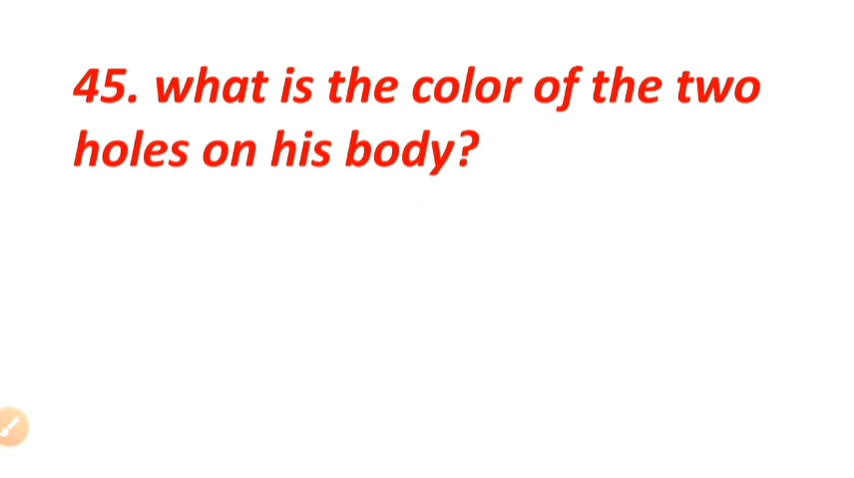 45. what is the color of the two
holes on his body?